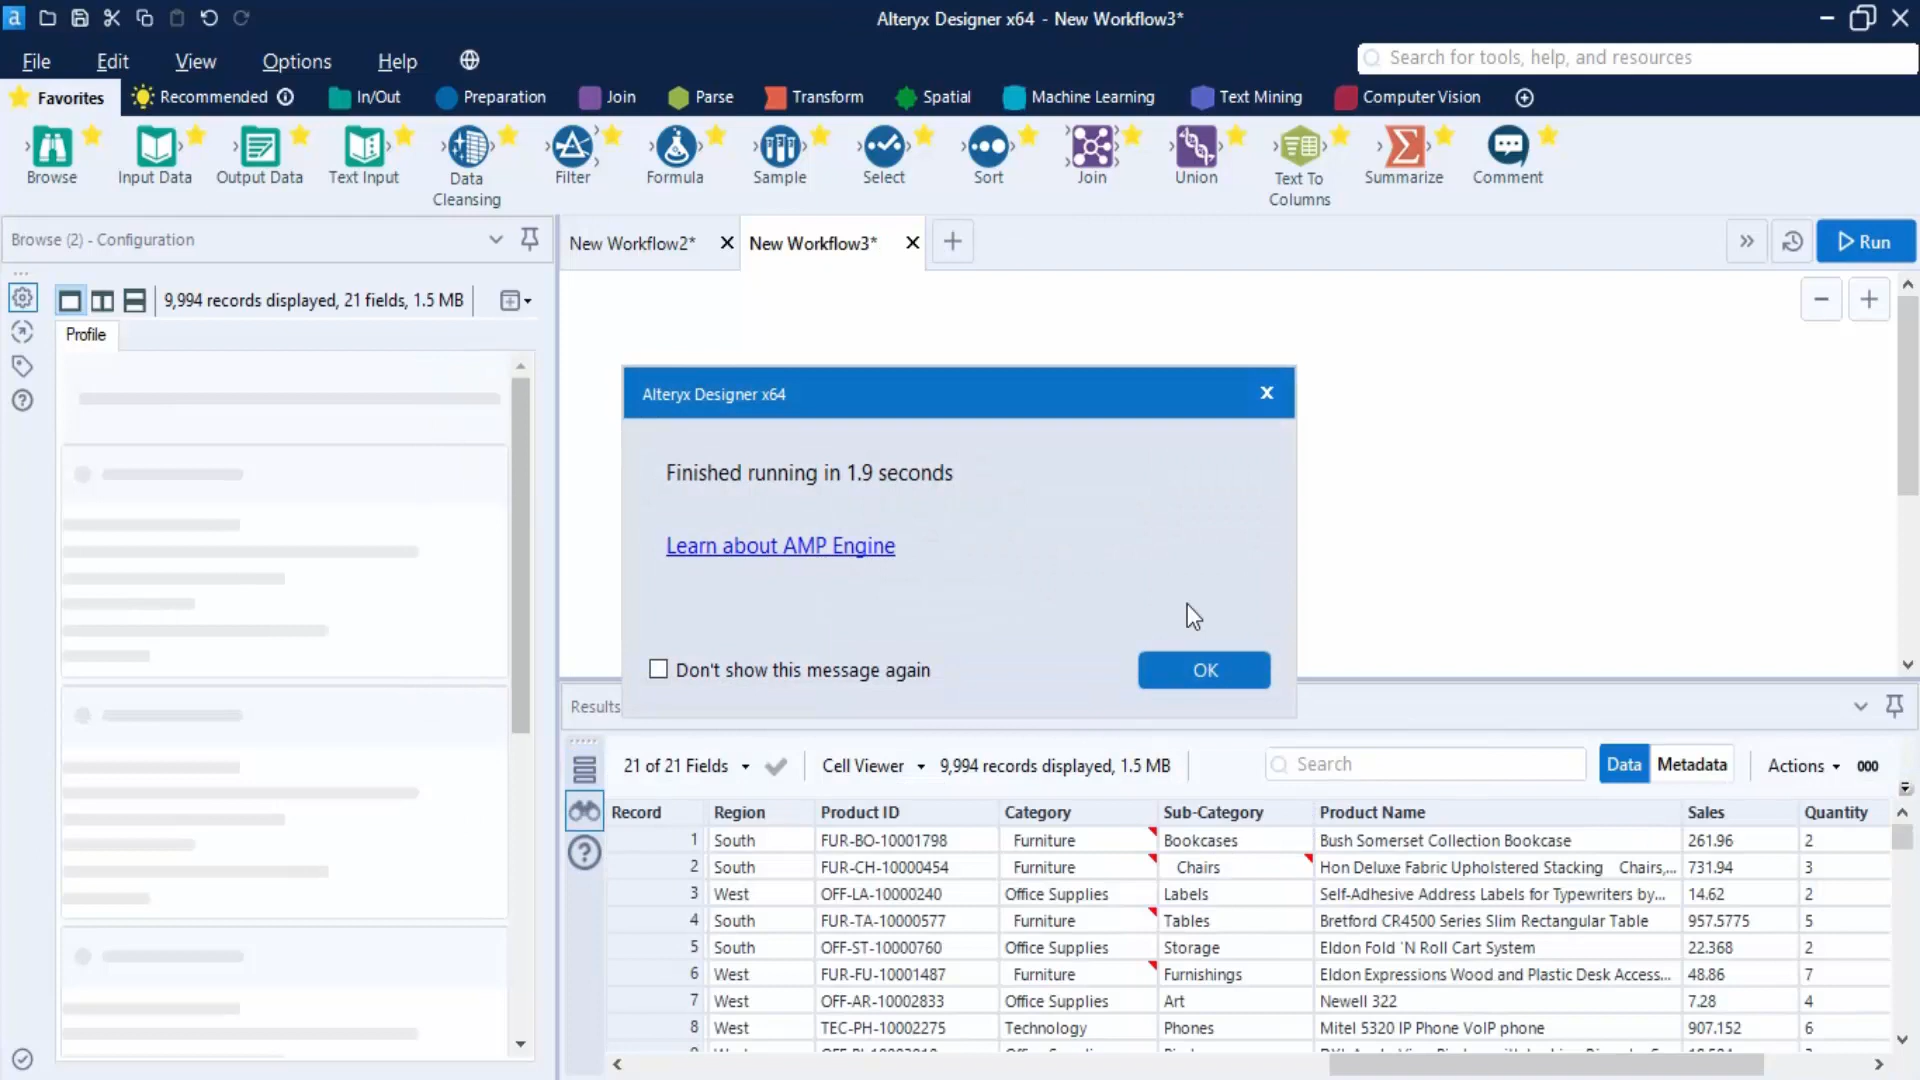 Alteryx Designer x64 - New Workflow3*
File Edit View Options Help
Search for tools, help, and resources
Favorites Recommended In/Out Preparation Join Parse Transform Spatial Machine Learning Text Mining Computer Vision
Browse Input Data Output Data Text Input Data Cleansing Filter Formula Sample Select Sort Join Union Text To Columns Summarize Comment
Browse (2) - Configuration
New Workflow2* New Workflow3* Run
9,994 records displayed, 21 fields, 1.5 MB
Profile
Alteryx Designer x64
Finished running in 1.9 seconds
Learn about AMP Engine
Don't show this message again OK
Results
21 of 21 Fields Cell Viewer 9,994 records displayed, 1.5 MB Search Data Metadata Actions 000
Record Region Product ID Category Sub-Category Product Name Sales Quantity
1 South FUR-BO-10001798 Furniture Bookcases Bush Somerset Collection Bookcase 261.96 2
2 South FUR-CH-10000454 Furniture Chairs Hon Deluxe Fabric Upholstered Stacking Chairs,... 731.94 3
3 West OFF-LA-10000240 Office Supplies Labels Self-Adhesive Address Labels for Typewriters by... 14.62 2
4 South FUR-TA-10000577 Furniture Tables Bretford CR4500 Series Slim Rectangular Table 957.5775 5
5 South OFF-ST-10000760 Office Supplies Storage Eldon Fold `N Roll Cart System 22.368 2
6 West FUR-FU-10001487 Furniture Furnishings Eldon Expressions Wood and Plastic Desk Access... 48.86 7
7 West OFF-AR-10002833 Office Supplies Art Newell 322 7.28 4
8 West TEC-PH-10002275 Technology Phones Mitel 5320 IP Phone VoIP phone 907.152 6